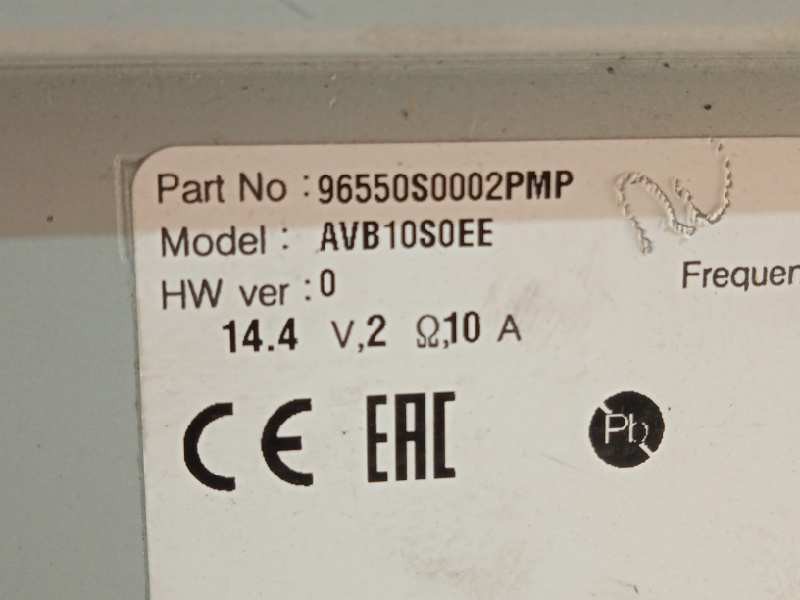 Part No : 96550S0002PMP
Model : AVB10S0EE
HW ver : 0
Frequen
14.4 V, 2 Ω, 10 A
CE EAC Pb